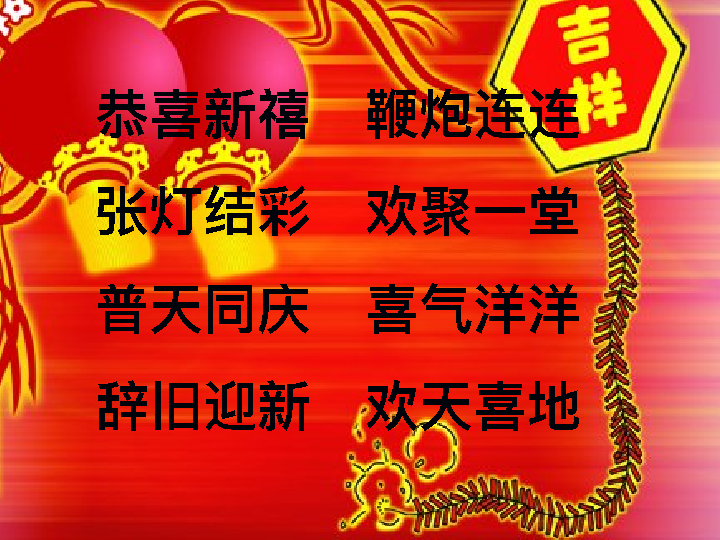 吉祥
恭喜新禧 鞭炮连连
张灯结彩 欢聚一堂
普天同庆 喜气洋洋
辞旧迎新 欢天喜地